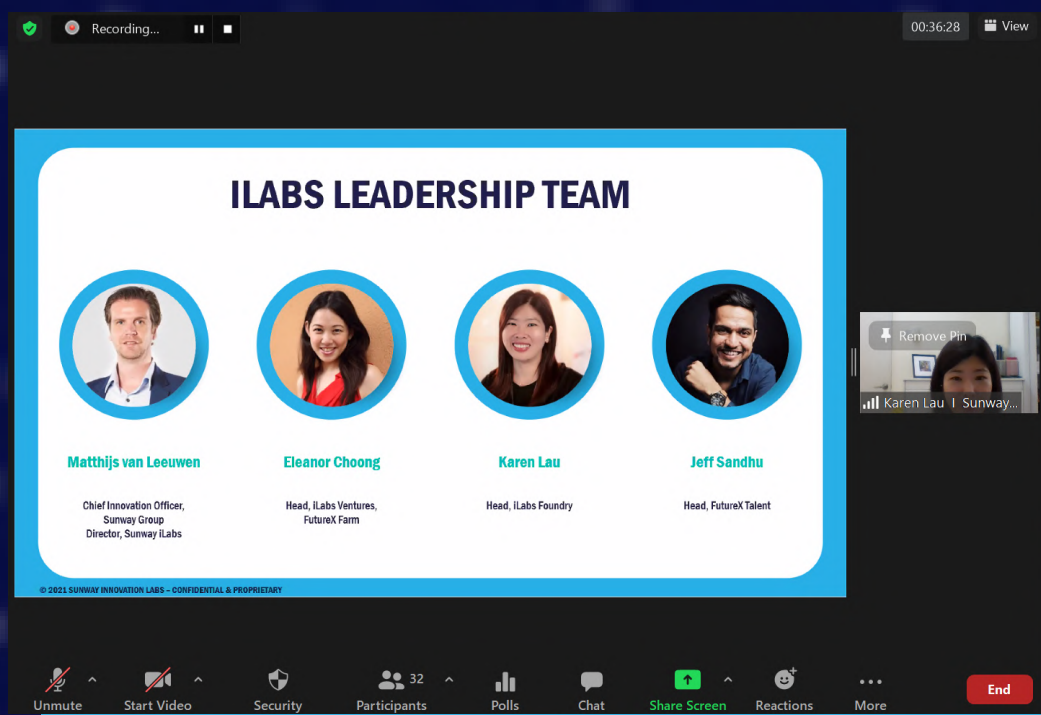 Recording...
00:36:28
View
ILABS LEADERSHIP TEAM
Matthijs van Leeuwen
Chief Innovation Officer,
Sunway Group
Director, Sunway iLabs
Eleanor Choong
Head, iLabs Ventures,
FutureX Farm
Karen Lau
Head, iLabs Foundry
Jeff Sandhu
Head, FutureX Talent
© 2021 SUNWAY INNOVATION LABS – CONFIDENTIAL & PROPRIETARY
Remove Pin
Karen Lau I Sunway...
Unmute
Start Video
Security
32
Participants
Polls
Chat
Share Screen
Reactions
More
End